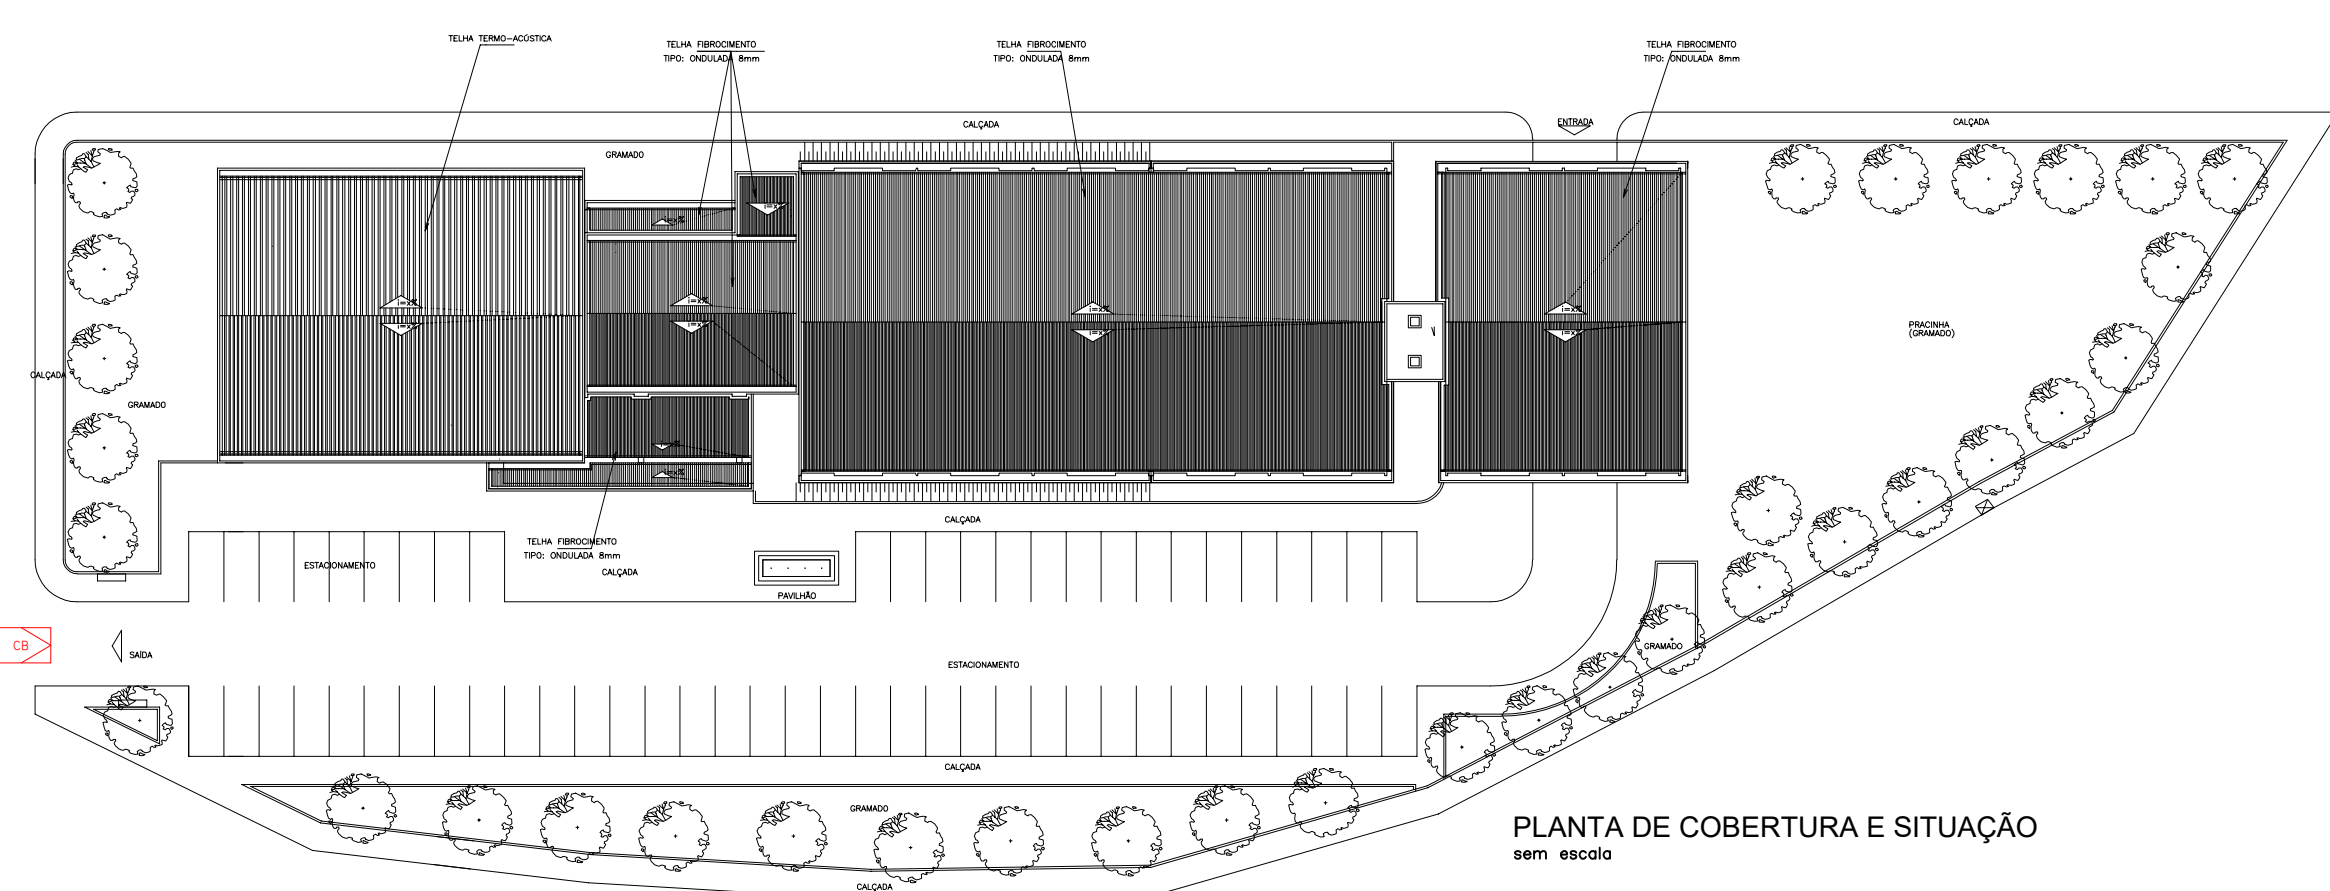 TELHA TERMO-ACÚSTICA
TELHA FIBROCIMENTO
TIPO: ONDULADA 8mm
TELHA FIBROCIMENTO
TIPO: ONDULADA 8mm
TELHA FIBROCIMENTO
TIPO: ONDULADA 8mm
CALÇADA
ENTRADA
CALÇADA
GRAMADO
i=x%
i=x%
i=x%
i=x%
i=x%
i=x%
i=x%
i=x%
i=x%
i=x%
PRACINHA
(GRAMADO)
CALÇADA
GRAMADO
i=x%
i=x%
CALÇADA
TELHA FIBROCIMENTO
TIPO: ONDULADA 8mm
ESTACIONAMENTO
CALÇADA
PAVILHÃO
CB
SAÍDA
GRAMADO
ESTACIONAMENTO
CALÇADA
GRAMADO
PLANTA DE COBERTURA E SITUAÇÃO
sem escala
CALÇADA